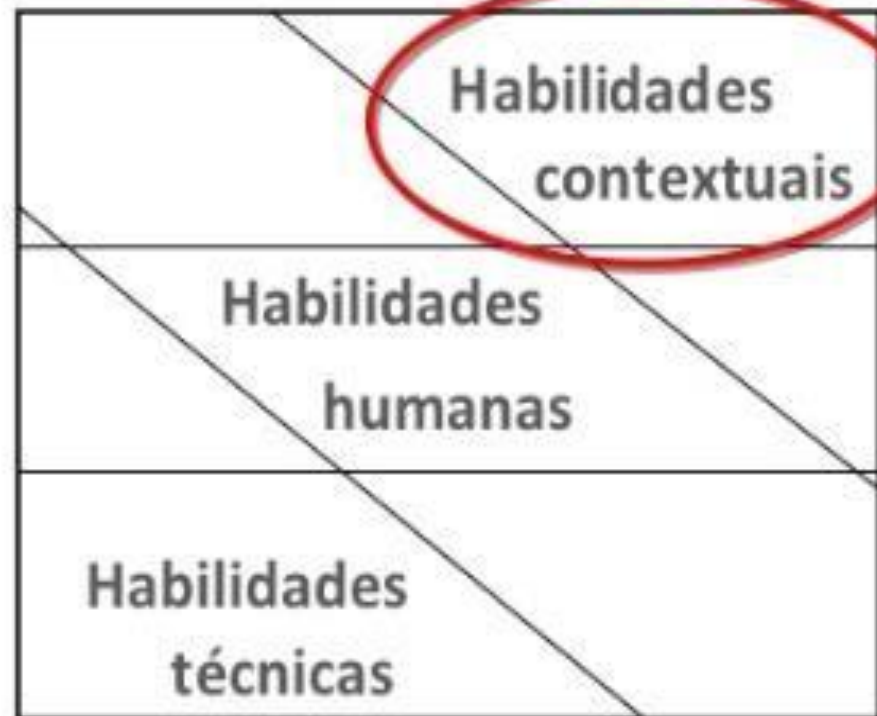 Habilidades
contextuais
Habilidades
humanas
Habilidades
técnicas